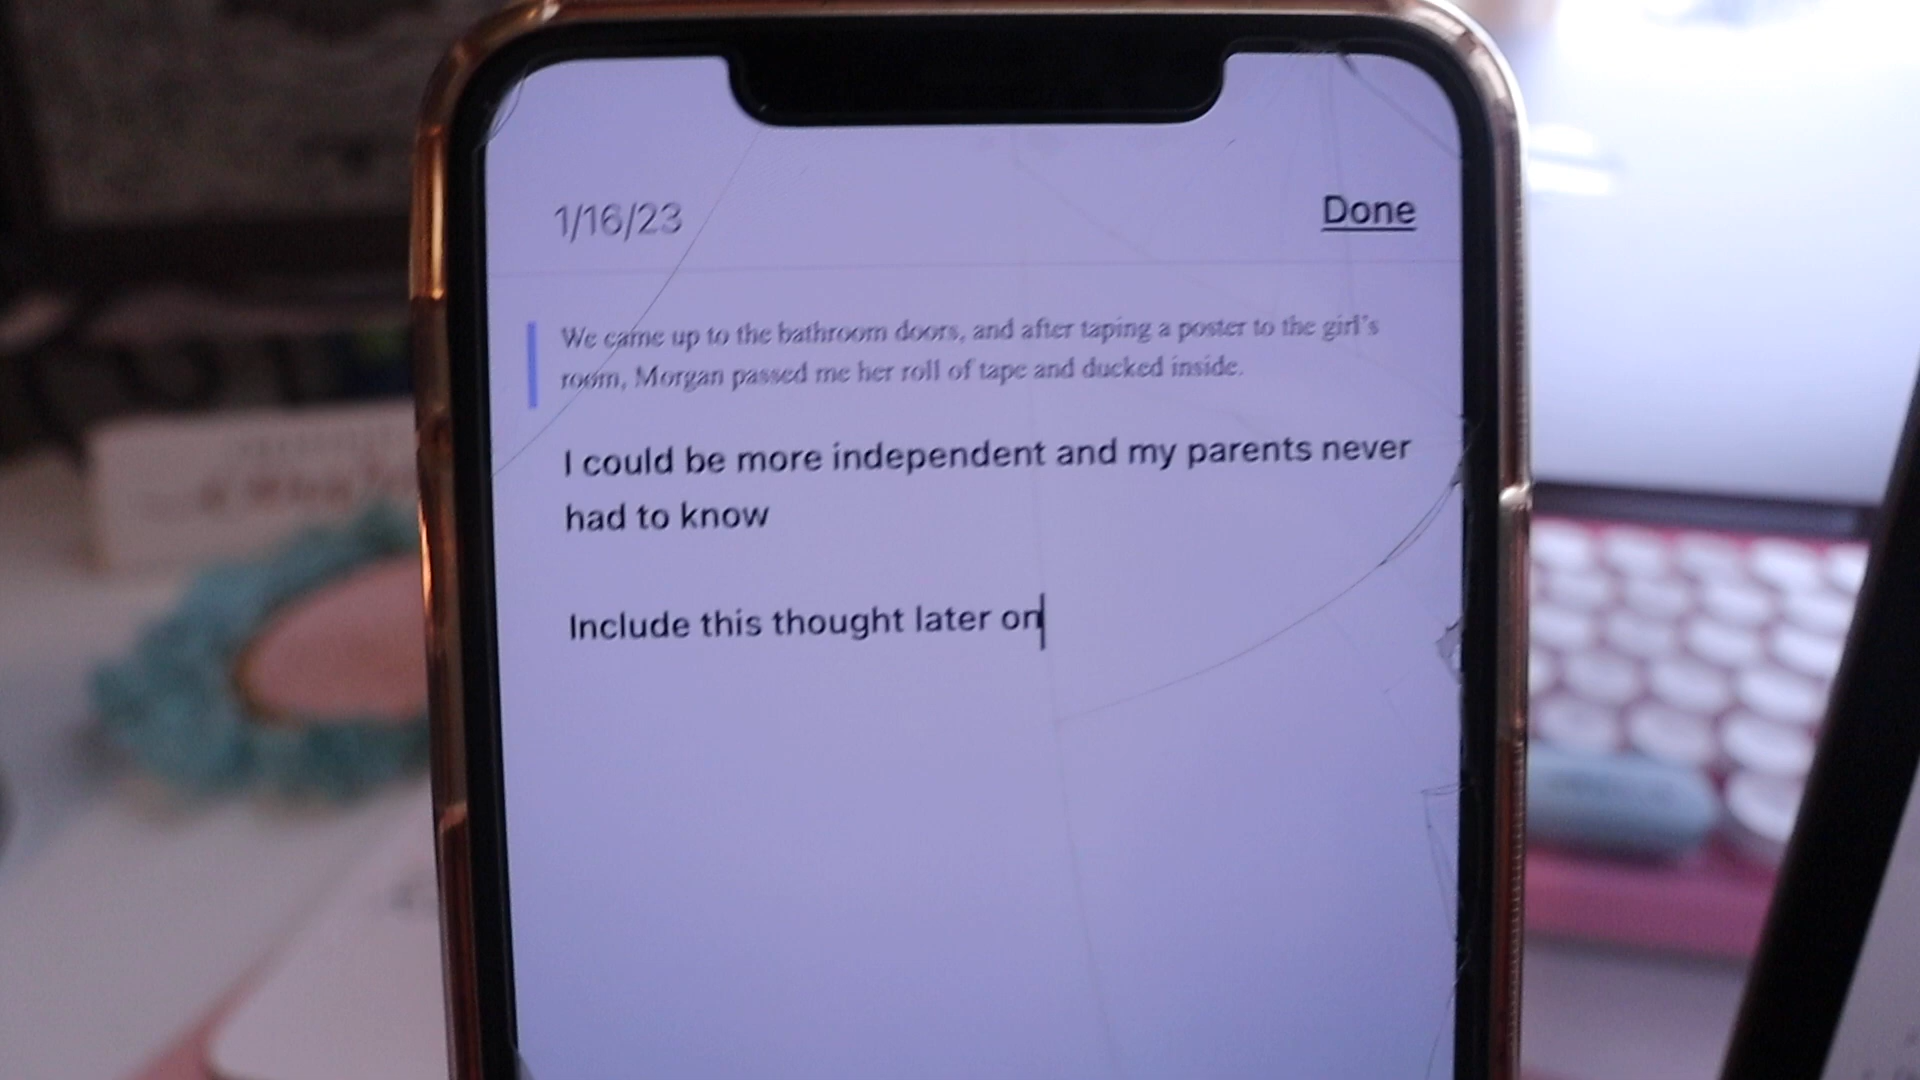 1/16/23
Done
We came up to the bathroom doors, and after taping a poster to the girl's
room, Morgan passed me her roll of tape and ducked inside.
I could be more independent and my parents never
had to know
Include this thought later on